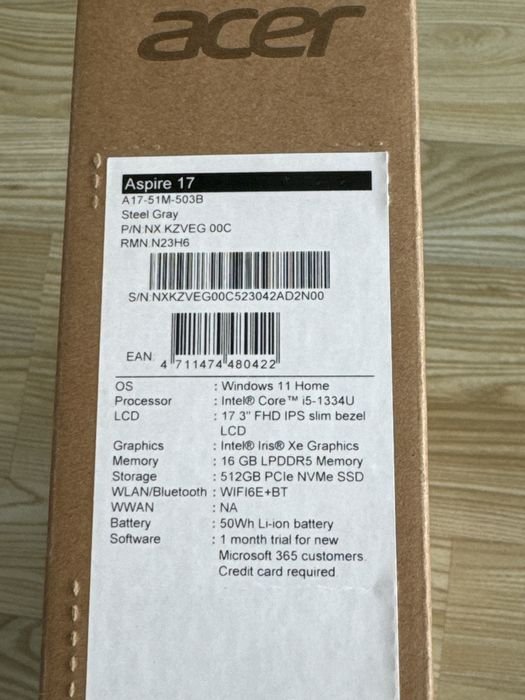 acer
Aspire 17
A17-51M-503B
Steel Gray
P/N:NX.KZVEG.00C
RMN:N23H6
S/N:NXKZVEG00C523042AD2N00
EAN: 4 711474 480422
OS : Windows 11 Home
Processor : Intel® Core™ i5-1334U
LCD : 17.3" FHD IPS slim bezel
LCD
Graphics : Intel® Iris® Xe Graphics
Memory : 16 GB LPDDR5 Memory
Storage : 512GB PCIe NVMe SSD
WLAN/Bluetooth : WIFI6E+BT
WWAN : NA
Battery : 50Wh Li-ion battery
Software : 1 month trial for new
Microsoft 365 customers.
Credit card required.